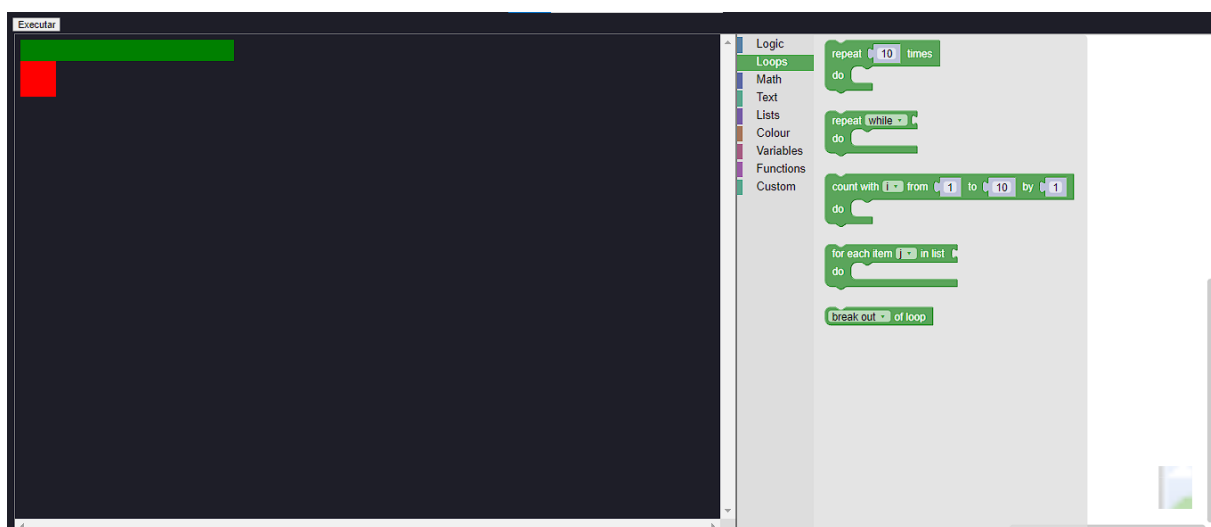 Executar
Logic
Loops
Math
Text
Lists
Colour
Variables
Functions
Custom
repeat 10 times
do
repeat while
do
count with i from 1 to 10 by 1
do
for each item j in list
do
break out of loop